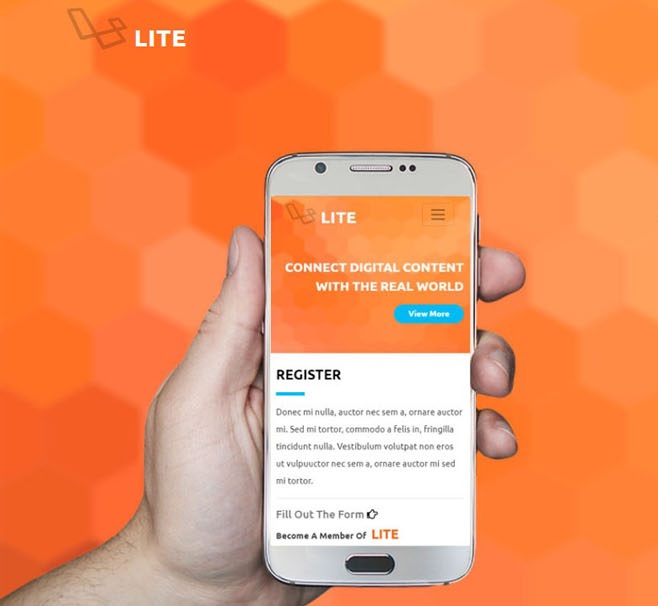 LITE
LITE
CONNECT DIGITAL CONTENT
WITH THE REAL WORLD
View More
REGISTER
Donec mi nulla, auctor nec sem a, ornare auctor
mi. Sed mi tortor, commodo a felis in, fringilla
tincidunt nulla. Vestibulum volutpat non eros
ut vulpuuctor nec sem a, ornare auctor mi sed
mi tortor.
Fill Out The Form
Become A Member Of LITE